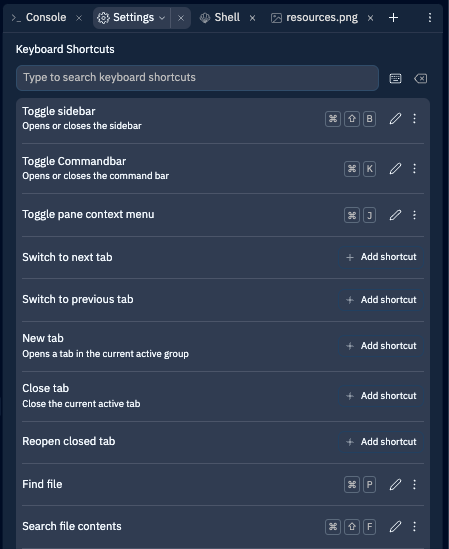 Console
Settings
Shell
resources.png
Keyboard Shortcuts
Type to search keyboard shortcuts
Toggle sidebar
Opens or closes the sidebar
⌘ ⇧ B
Toggle Commandbar
Opens or closes the command bar
⌘ K
Toggle pane context menu
⌘ J
Switch to next tab
+ Add shortcut
Switch to previous tab
+ Add shortcut
New tab
Opens a tab in the current active group
+ Add shortcut
Close tab
Close the current active tab
+ Add shortcut
Reopen closed tab
+ Add shortcut
Find file
⌘ P
Search file contents
⌘ ⇧ F